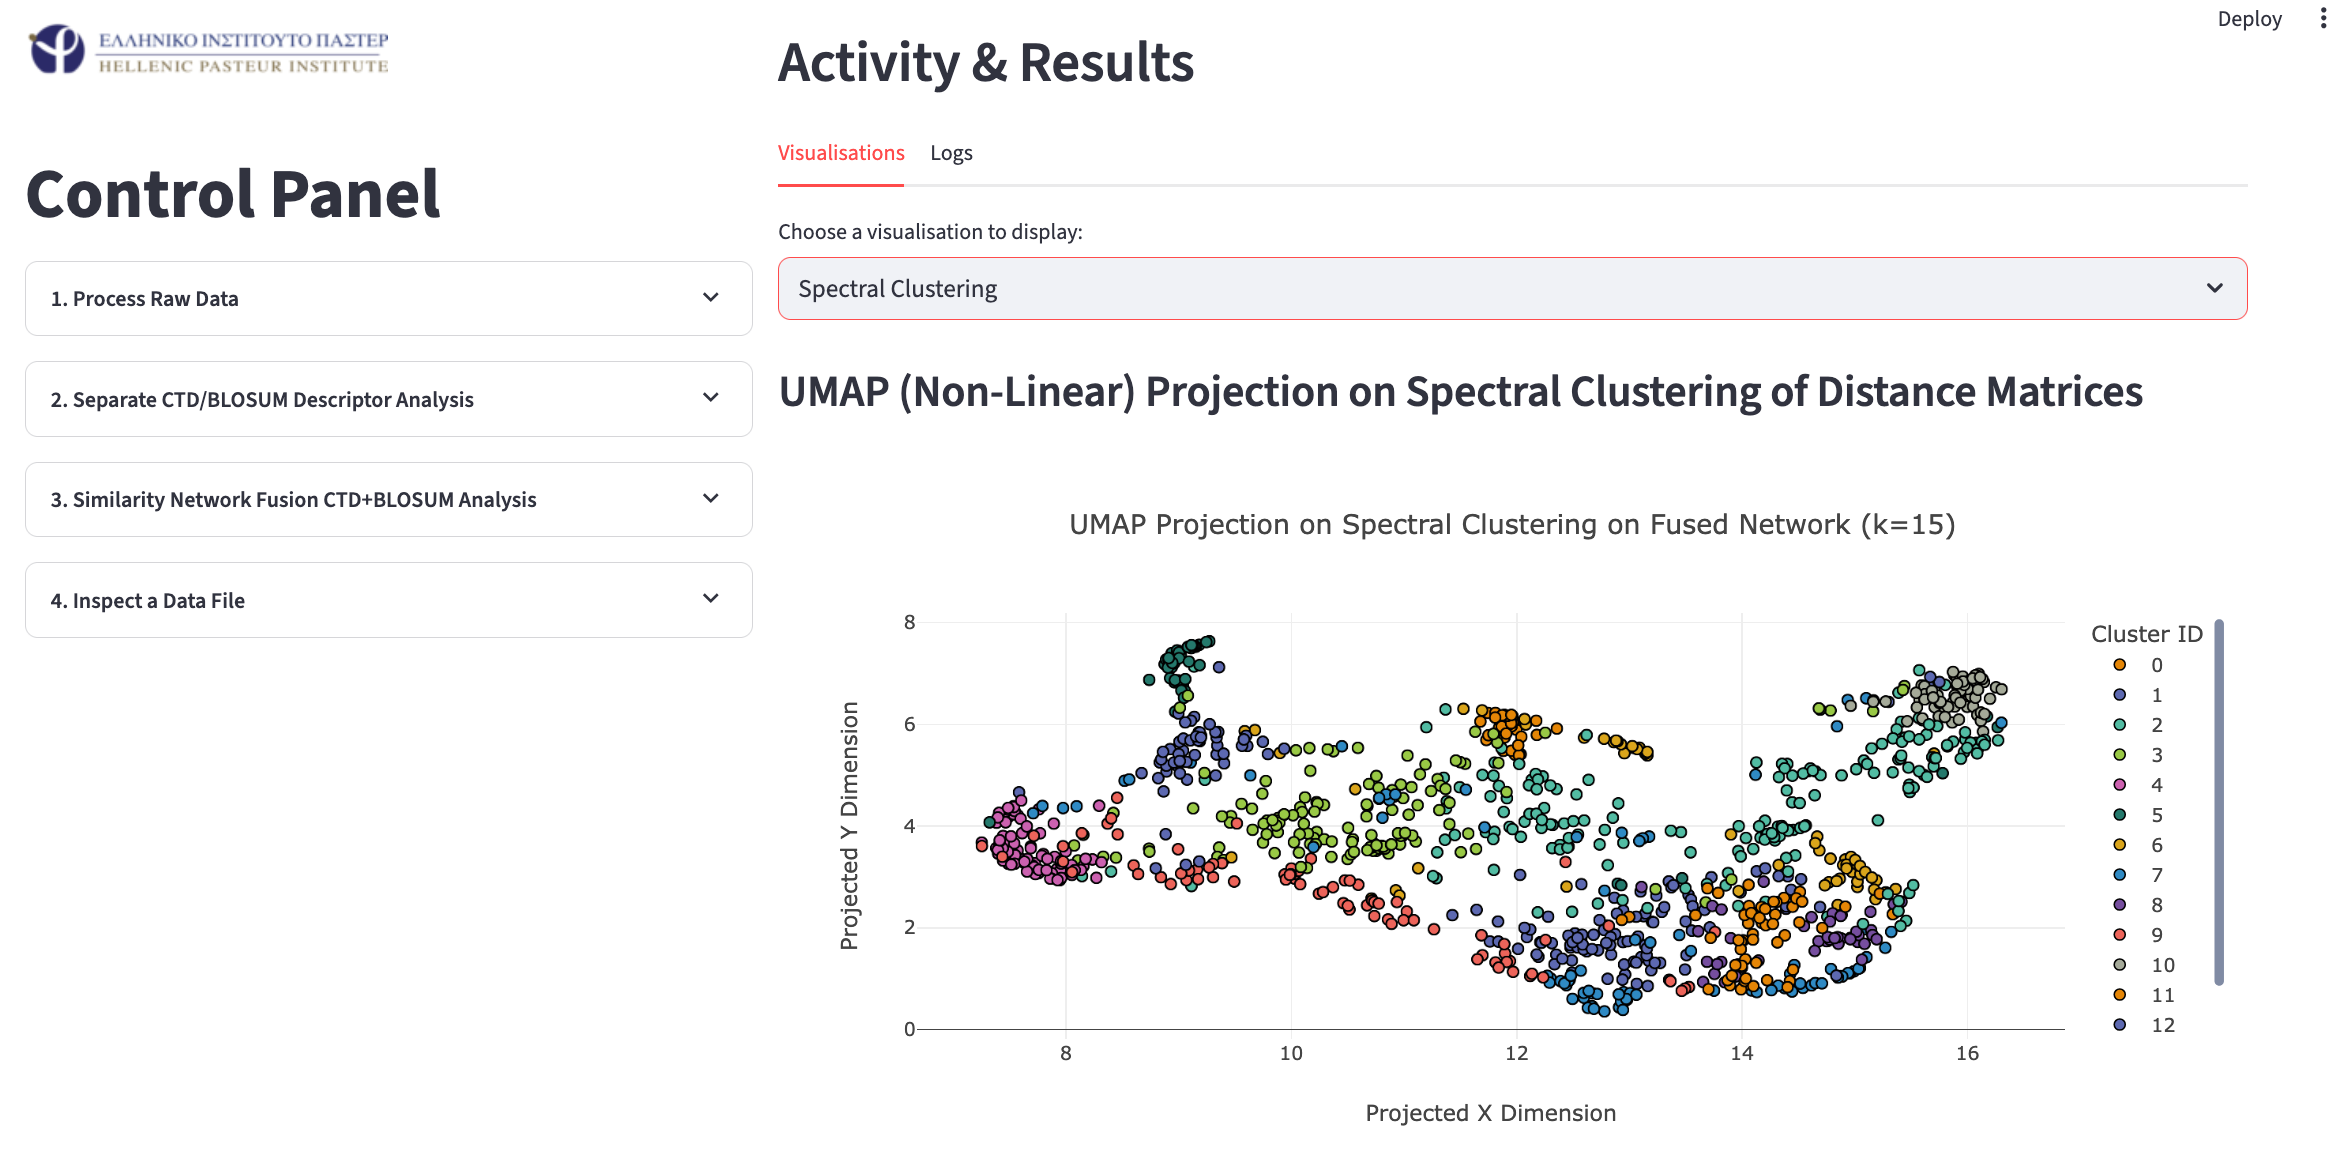 ΕΛΛΗΝΙΚΟ ΙΝΣΤΙΤΟΥΤΟ ΠΑΣΤΕΡ
HELLENIC PASTEUR INSTITUTE
Deploy
Control Panel
1. Process Raw Data
2. Separate CTD/BLOSUM Descriptor Analysis
3. Similarity Network Fusion CTD+BLOSUM Analysis
4. Inspect a Data File
Activity & Results
Visualisations Logs
Choose a visualisation to display:
Spectral Clustering
UMAP (Non-Linear) Projection on Spectral Clustering of Distance Matrices
UMAP Projection on Spectral Clustering on Fused Network (k=15)
Projected Y Dimension
8
6
4
2
0
8 10 12 14 16
Projected X Dimension
Cluster ID
0
1
2
3
4
5
6
7
8
9
10
11
12